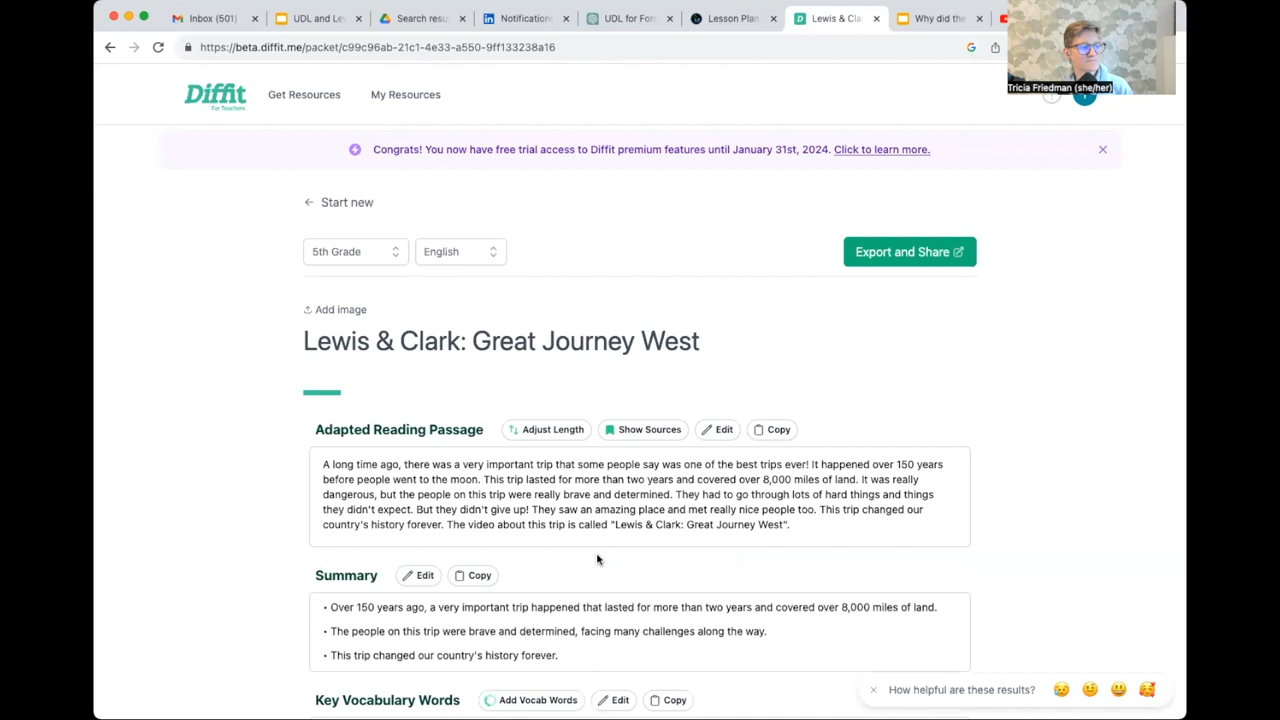 Inbox (501)
UDL and Le
Search resu
Notification
UDL for For
Lesson Plan
Lewis & Cla
Why did the
https://beta.diffit.me/packet/c99c96ab-21c1-4e33-a550-9ff133238a16
Tricia Friedman (she/her)
Diffit
For Teachers
Get Resources
My Resources
Congrats! You now have free trial access to Diffit premium features until January 31st, 2024. Click to learn more.
← Start new
5th Grade
English
Export and Share
Add image
Lewis & Clark: Great Journey West
Adapted Reading Passage
Adjust Length
Show Sources
Edit
Copy
A long time ago, there was a very important trip that some people say was one of the best trips ever! It happened over 150 years
before people went to the moon. This trip lasted for more than two years and covered over 8,000 miles of land. It was really
dangerous, but the people on this trip were really brave and determined. They had to go through lots of hard things and things
they didn't expect. But they didn't give up! They saw an amazing place and met really nice people too. This trip changed our
country's history forever. The video about this trip is called "Lewis & Clark: Great Journey West".
Summary
Edit
Copy
• Over 150 years ago, a very important trip happened that lasted for more than two years and covered over 8,000 miles of land.
• The people on this trip were brave and determined, facing many challenges along the way.
• This trip changed our country's history forever.
Key Vocabulary Words
Add Vocab Words
Edit
Copy
How helpful are these results?